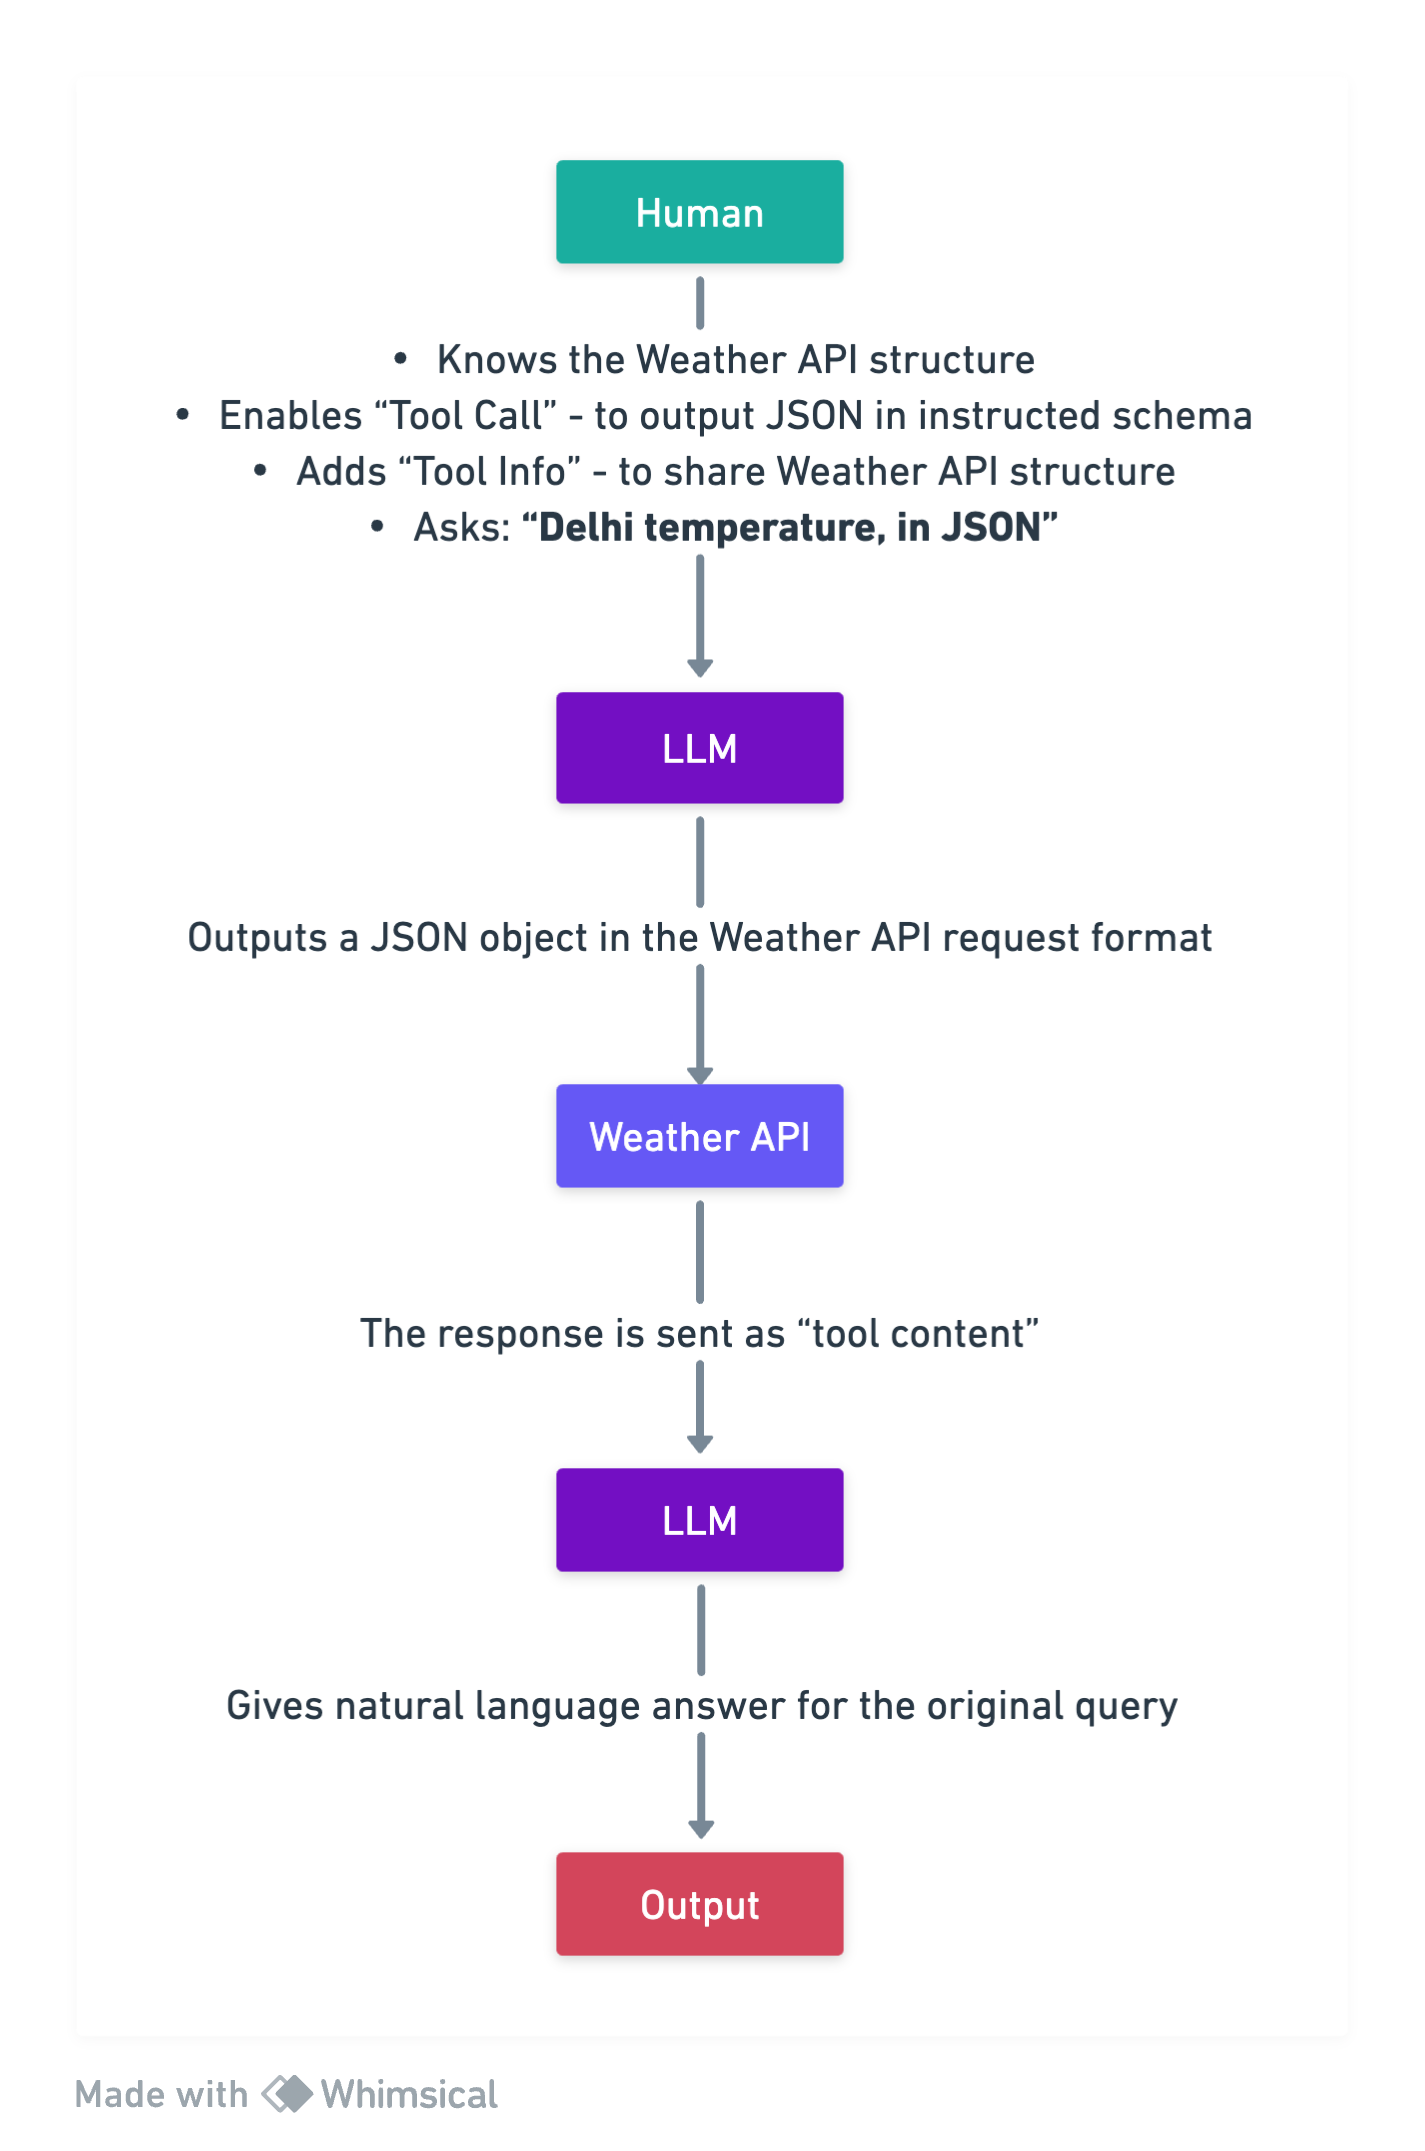 Human
• Knows the Weather API structure
• Enables “Tool Call” - to output JSON in instructed schema
• Adds “Tool Info” - to share Weather API structure
• Asks: “Delhi temperature, in JSON”
LLM
Outputs a JSON object in the Weather API request format
Weather API
The response is sent as “tool content”
LLM
Gives natural language answer for the original query
Output
Made with Whimsical